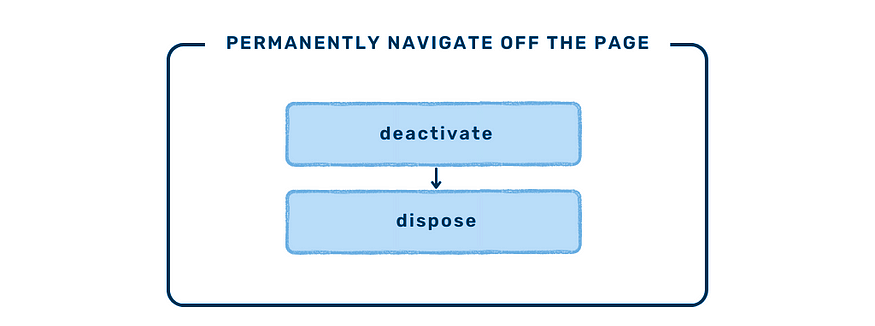 PERMANENTLY NAVIGATE OFF THE PAGE
deactivate
dispose